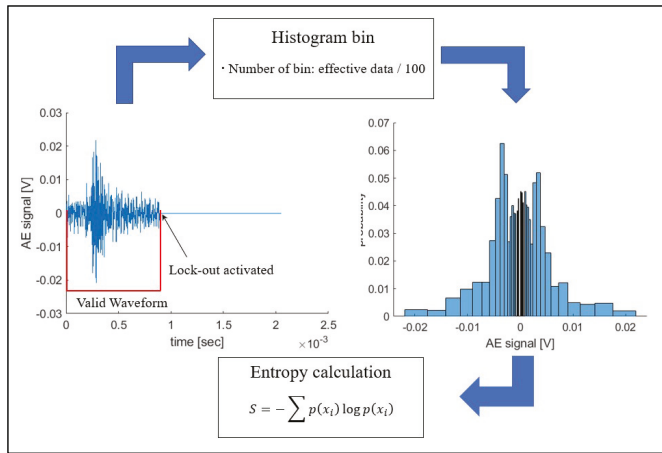 Histogram bin
· Number of bin: effective data / 100
0.03
0.02
0.01
0
-0.01
-0.02
-0.03
AE signal [V]
Lock-out activated
Valid Waveform
0 0.5 1 1.5 2 2.5
time [sec]
×10⁻³
0.07
0.06
0.05
0.04
0.03
0.02
0.01
0
probability
-0.02 -0.01 0 0.01 0.02
AE signal [V]
Entropy calculation
S = −∑ p(xᵢ) log p(xᵢ)